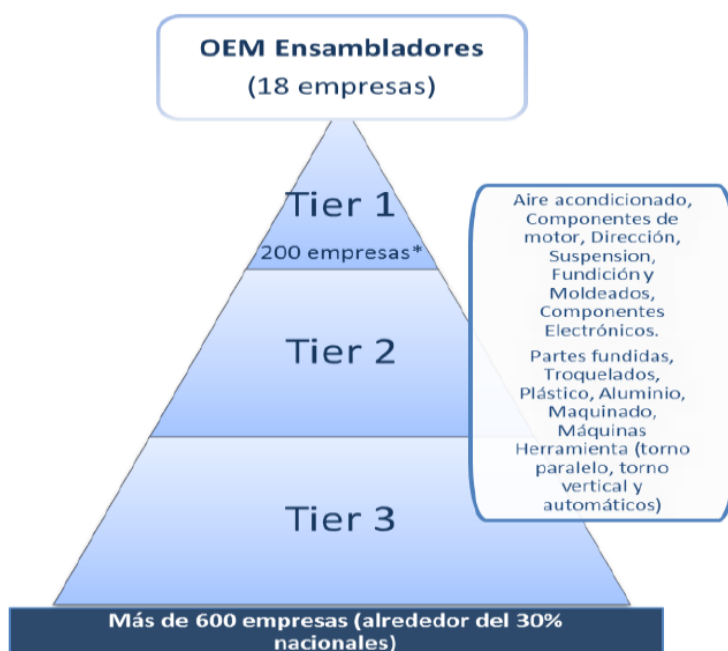 OEM Ensambladores
(18 empresas)
Tier 1
200 empresas*
Tier 2
Tier 3
Aire acondicionado,
Componentes de
motor, Dirección,
Suspension,
Fundición y
Moldeados,
Componentes
Electrónicos.
Partes fundidas,
Troquelados,
Plástico, Aluminio,
Maquinado,
Máquinas
Herramienta (torno
paralelo, torno
vertical y
automáticos)
Más de 600 empresas (alrededor del 30%
nacionales)